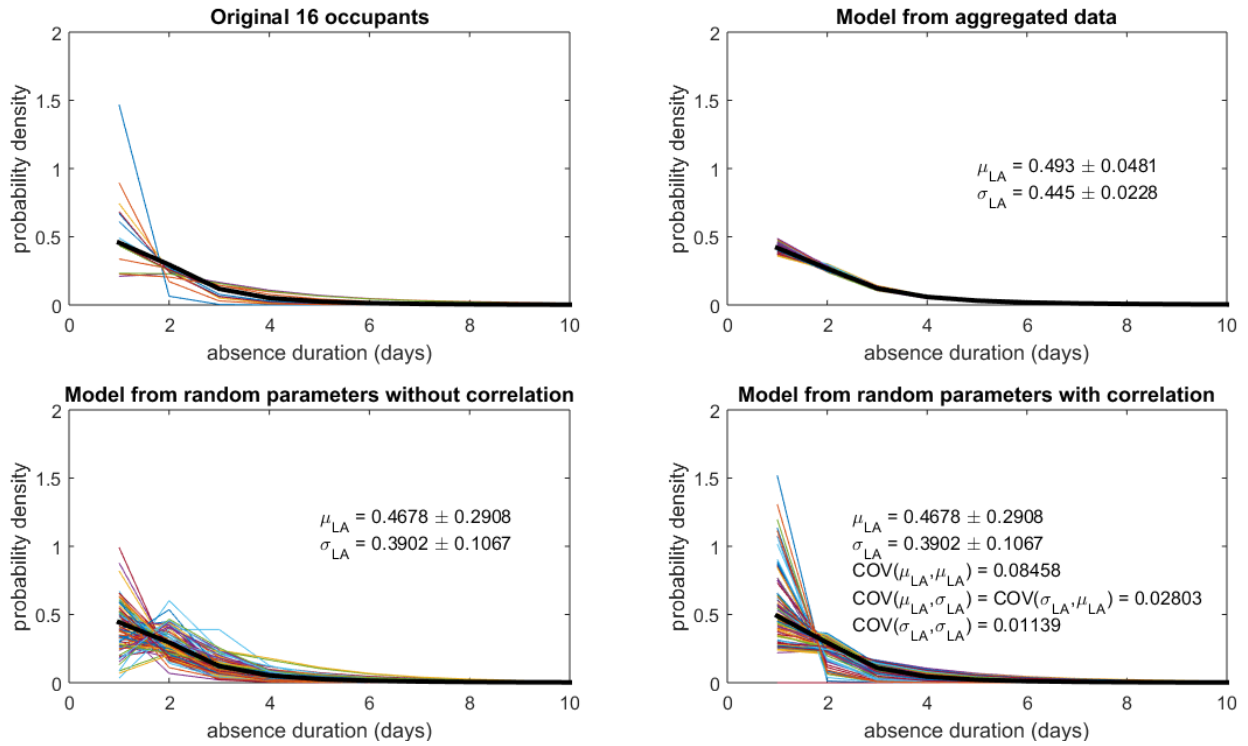 Original 16 occupants
2
1.5
1
0.5
0
probability density
0 2 4 6 8 10
absence duration (days)
Model from aggregated data
2
1.5
1
0.5
0
probability density
μLA = 0.493 ± 0.0481
σLA = 0.445 ± 0.0228
0 2 4 6 8 10
absence duration (days)
Model from random parameters without correlation
2
1.5
1
0.5
0
probability density
μLA = 0.4678 ± 0.2908
σLA = 0.3902 ± 0.1067
0 2 4 6 8 10
absence duration (days)
Model from random parameters with correlation
2
1.5
1
0.5
0
probability density
μLA = 0.4678 ± 0.2908
σLA = 0.3902 ± 0.1067
COV(μLA,μLA) = 0.08458
COV(μLA,σLA) = COV(σLA,μLA) = 0.02803
COV(σLA,σLA) = 0.01139
0 2 4 6 8 10
absence duration (days)